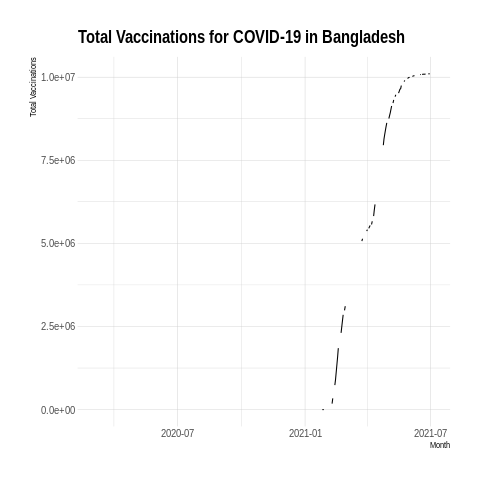 Total Vaccinations for COVID-19 in Bangladesh
Total Vaccinations
1.0e+07
7.5e+06
5.0e+06
2.5e+06
0.0e+00
2020-07
2021-01
2021-07
Month